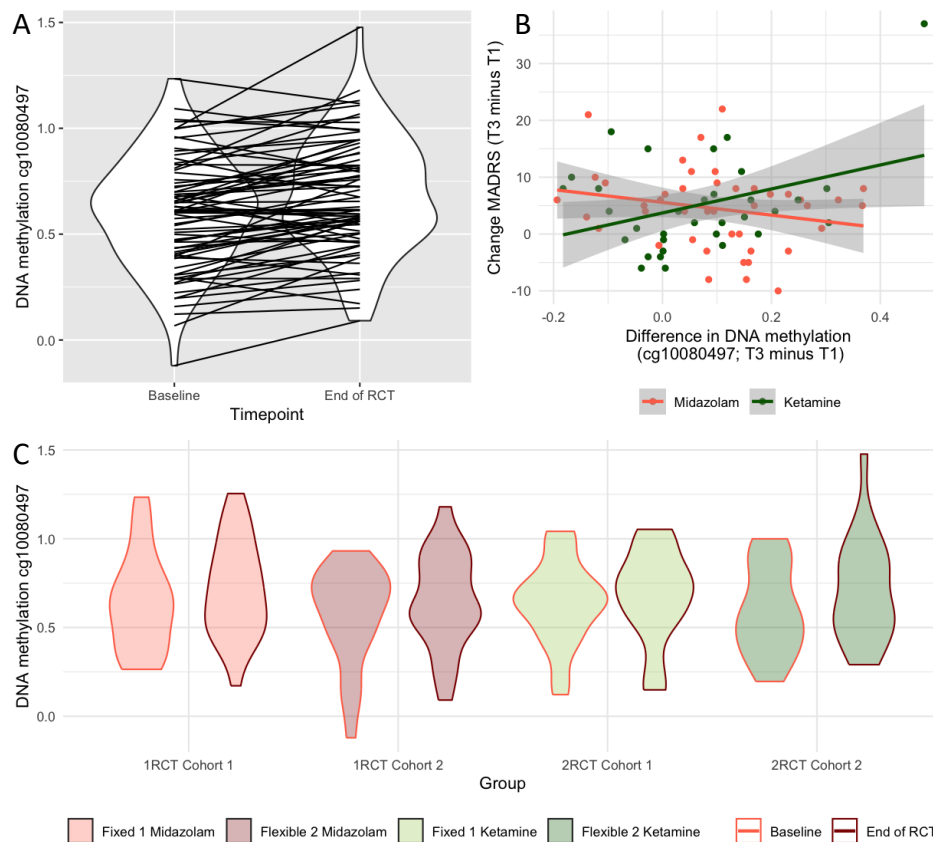 A
DNA methylation cg10080497
1.5
1.0
0.5
0.0
Baseline
End of RCT
Timepoint
B
Change MADRS (T3 minus T1)
30
20
10
0
-10
-0.2
0.0
0.2
0.4
Difference in DNA methylation
(cg10080497; T3 minus T1)
Midazolam
Ketamine
C
DNA methylation cg10080497
1.5
1.0
0.5
0.0
1RCT Cohort 1
1RCT Cohort 2
2RCT Cohort 1
2RCT Cohort 2
Group
Fixed 1 Midazolam
Flexible 2 Midazolam
Fixed 1 Ketamine
Flexible 2 Ketamine
Baseline
End of RCT